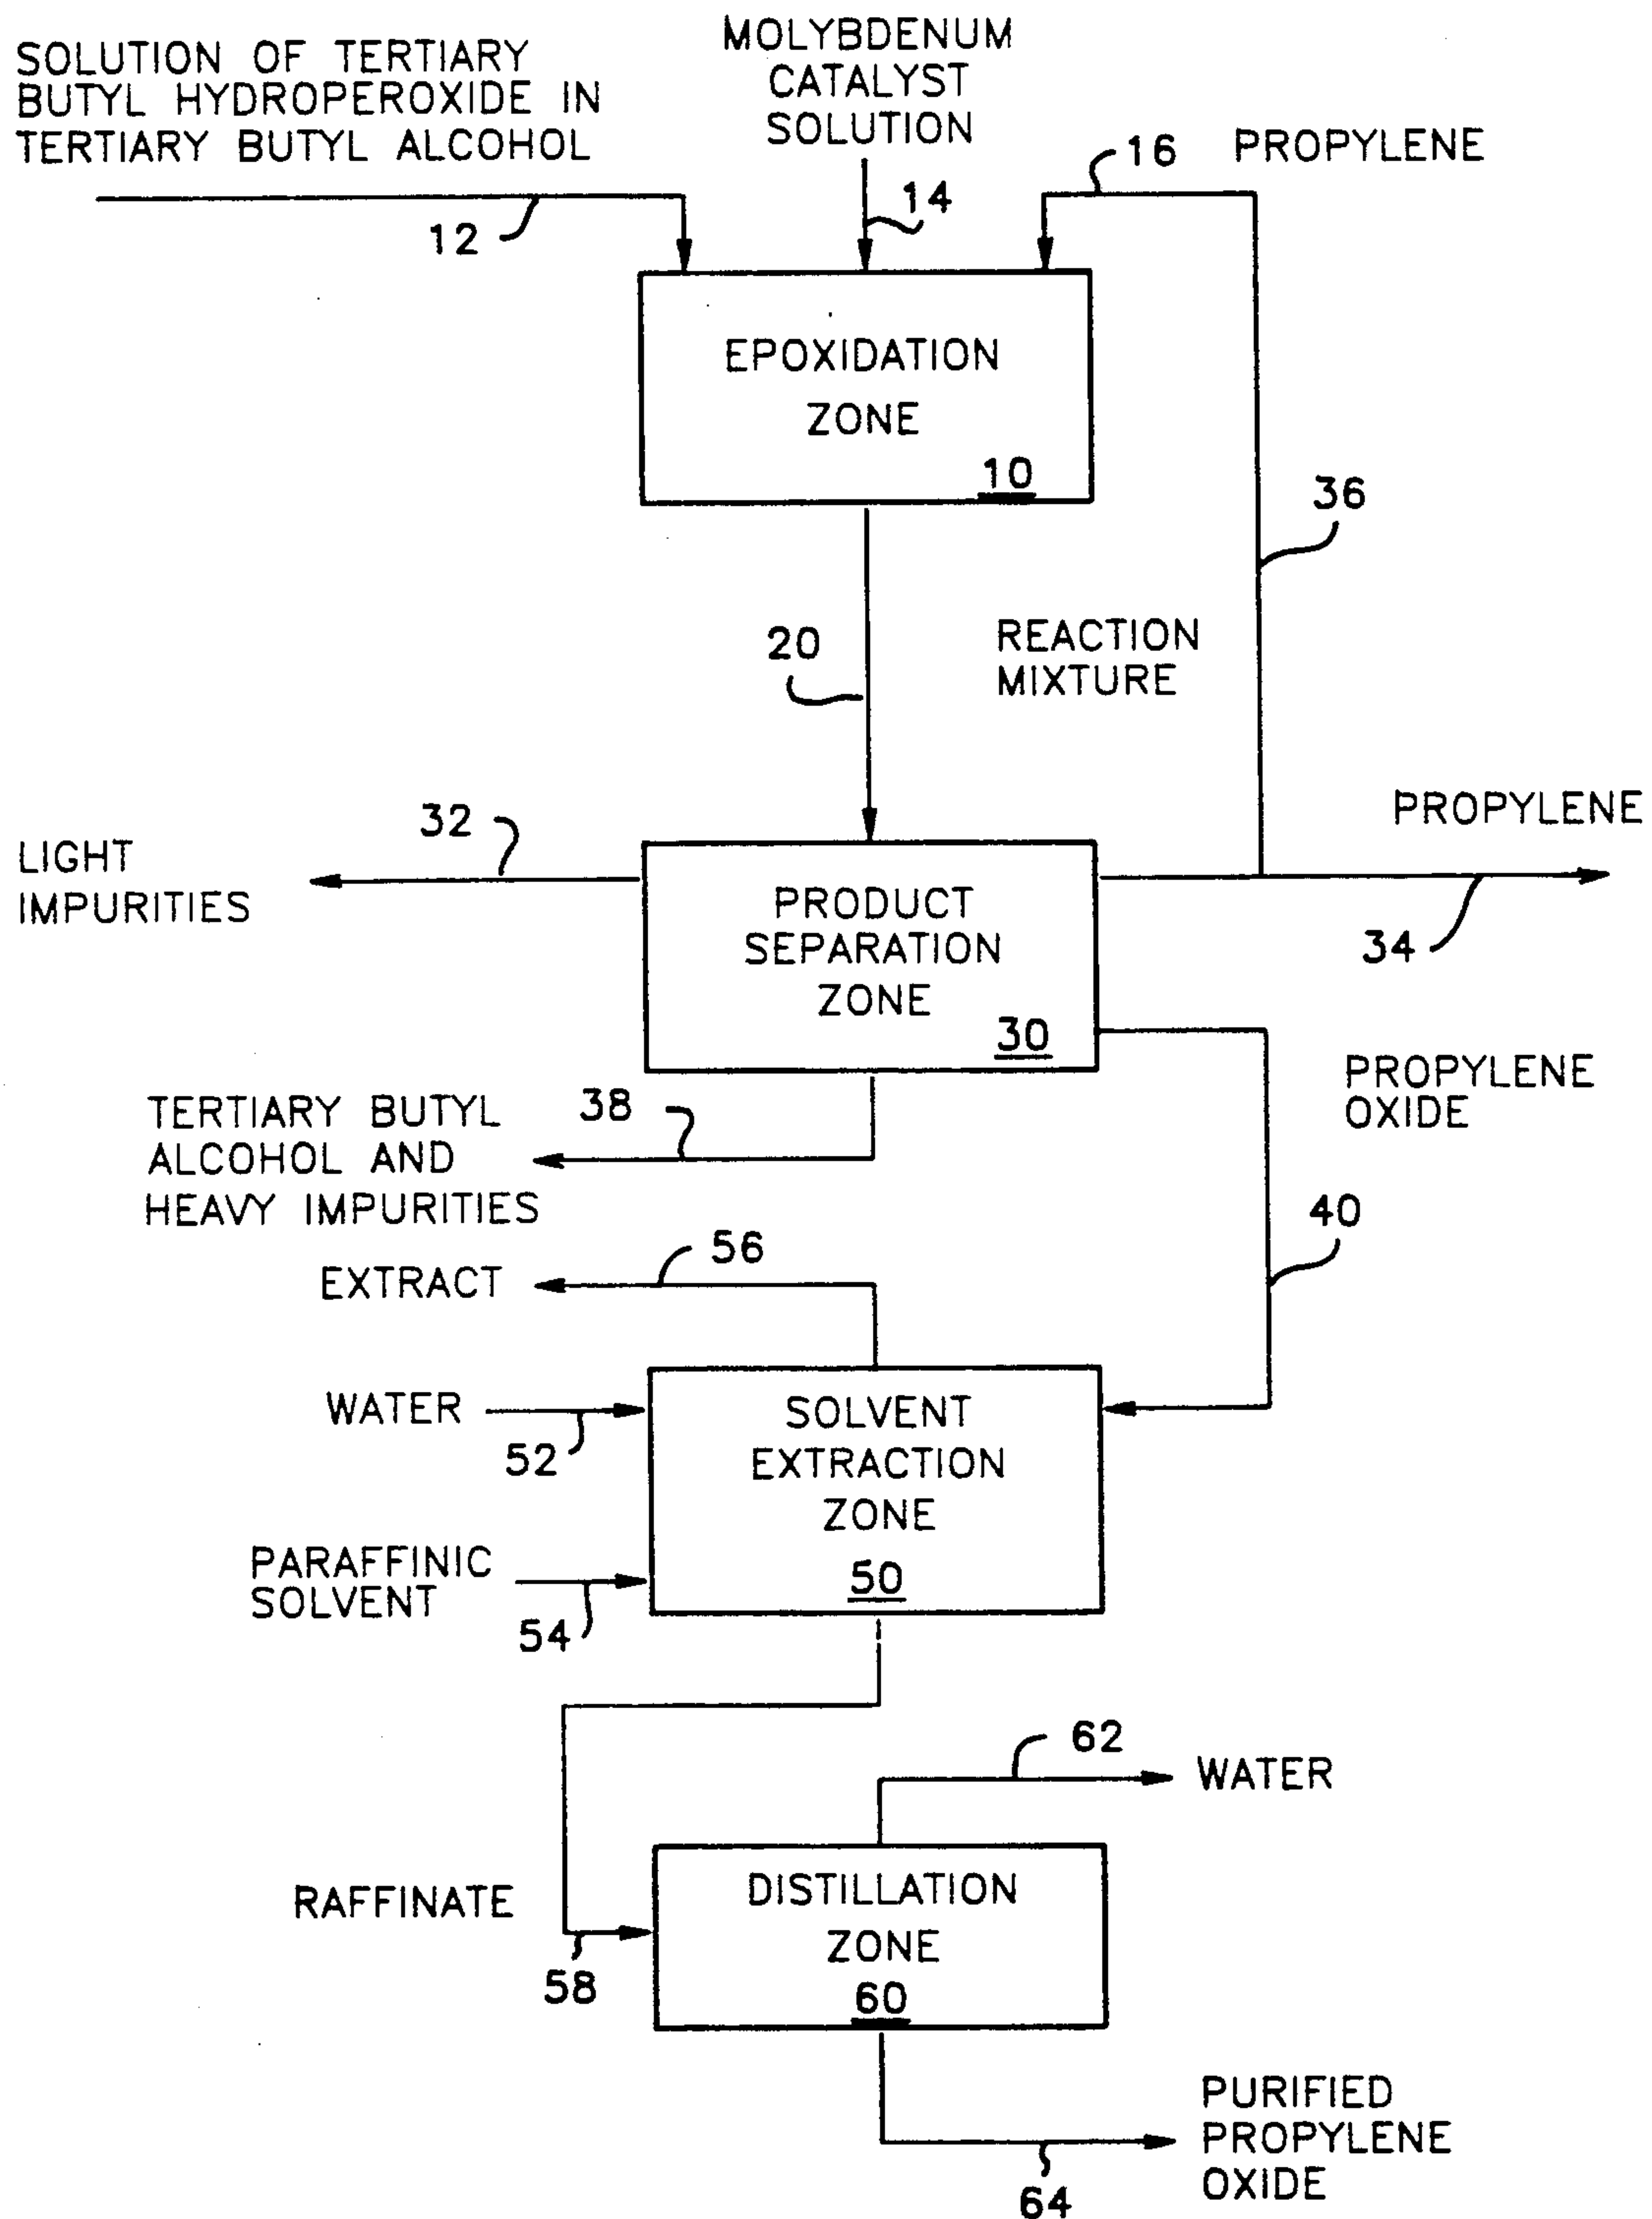 SOLUTION OF TERTIARY
BUTYL HYDROPEROXIDE IN
TERTIARY BUTYL ALCOHOL
12
MOLYBDENUM
CATALYST
SOLUTION
14
16 PROPYLENE
EPOXIDATION
ZONE
10
36
20
REACTION
MIXTURE
32
LIGHT
IMPURITIES
PROPYLENE
34
PRODUCT
SEPARATION
ZONE
30
PROPYLENE
OXIDE
38
TERTIARY BUTYL
ALCOHOL AND
HEAVY IMPURITIES
40
56
EXTRACT
WATER
52
SOLVENT
EXTRACTION
ZONE
50
PARAFFINIC
SOLVENT
54
62
WATER
RAFFINATE
58
DISTILLATION
ZONE
60
PURIFIED
PROPYLENE
OXIDE
64